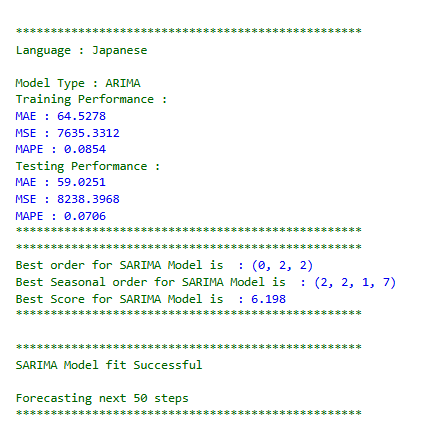 **************************************************
Language : Japanese
Model Type : ARIMA
Training Performance :
MAE : 64.5278
MSE : 7635.3312
MAPE : 0.0854
Testing Performance :
MAE : 59.0251
MSE : 8238.3968
MAPE : 0.0706
**************************************************
**************************************************
Best order for SARIMA Model is  : (0, 2, 2)
Best Seasonal order for SARIMA Model is  : (2, 2, 1, 7)
Best Score for SARIMA Model is  : 6.198
**************************************************
**************************************************
SARIMA Model fit Successful
Forecasting next 50 steps
**************************************************